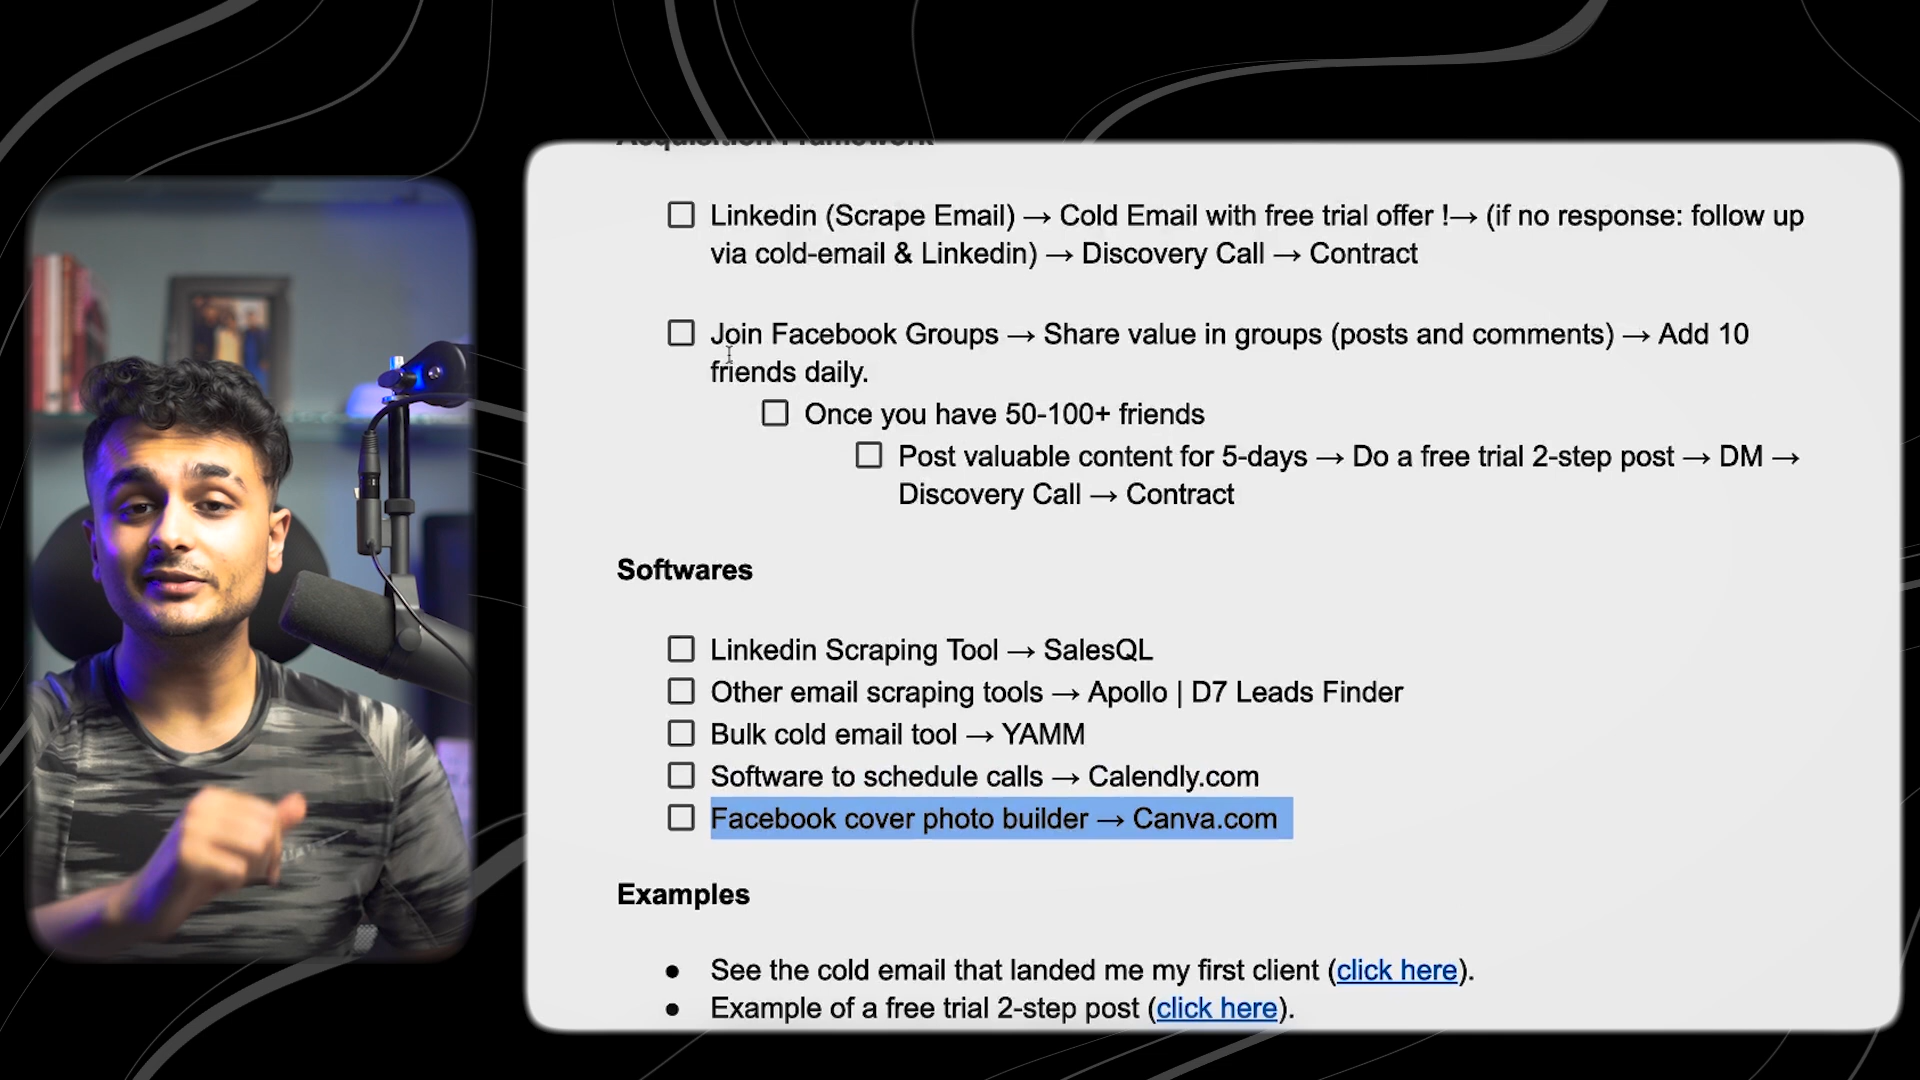 Acquisition Framework
Linkedin (Scrape Email) → Cold Email with free trial offer !→ (if no response: follow up
via cold-email & Linkedin) → Discovery Call → Contract
Join Facebook Groups → Share value in groups (posts and comments) → Add 10
friends daily.
Once you have 50-100+ friends
Post valuable content for 5-days → Do a free trial 2-step post → DM →
Discovery Call → Contract
Softwares
Linkedin Scraping Tool → SalesQL
Other email scraping tools → Apollo | D7 Leads Finder
Bulk cold email tool → YAMM
Software to schedule calls → Calendly.com
Facebook cover photo builder → Canva.com
Examples
See the cold email that landed me my first client (click here).
Example of a free trial 2-step post (click here).